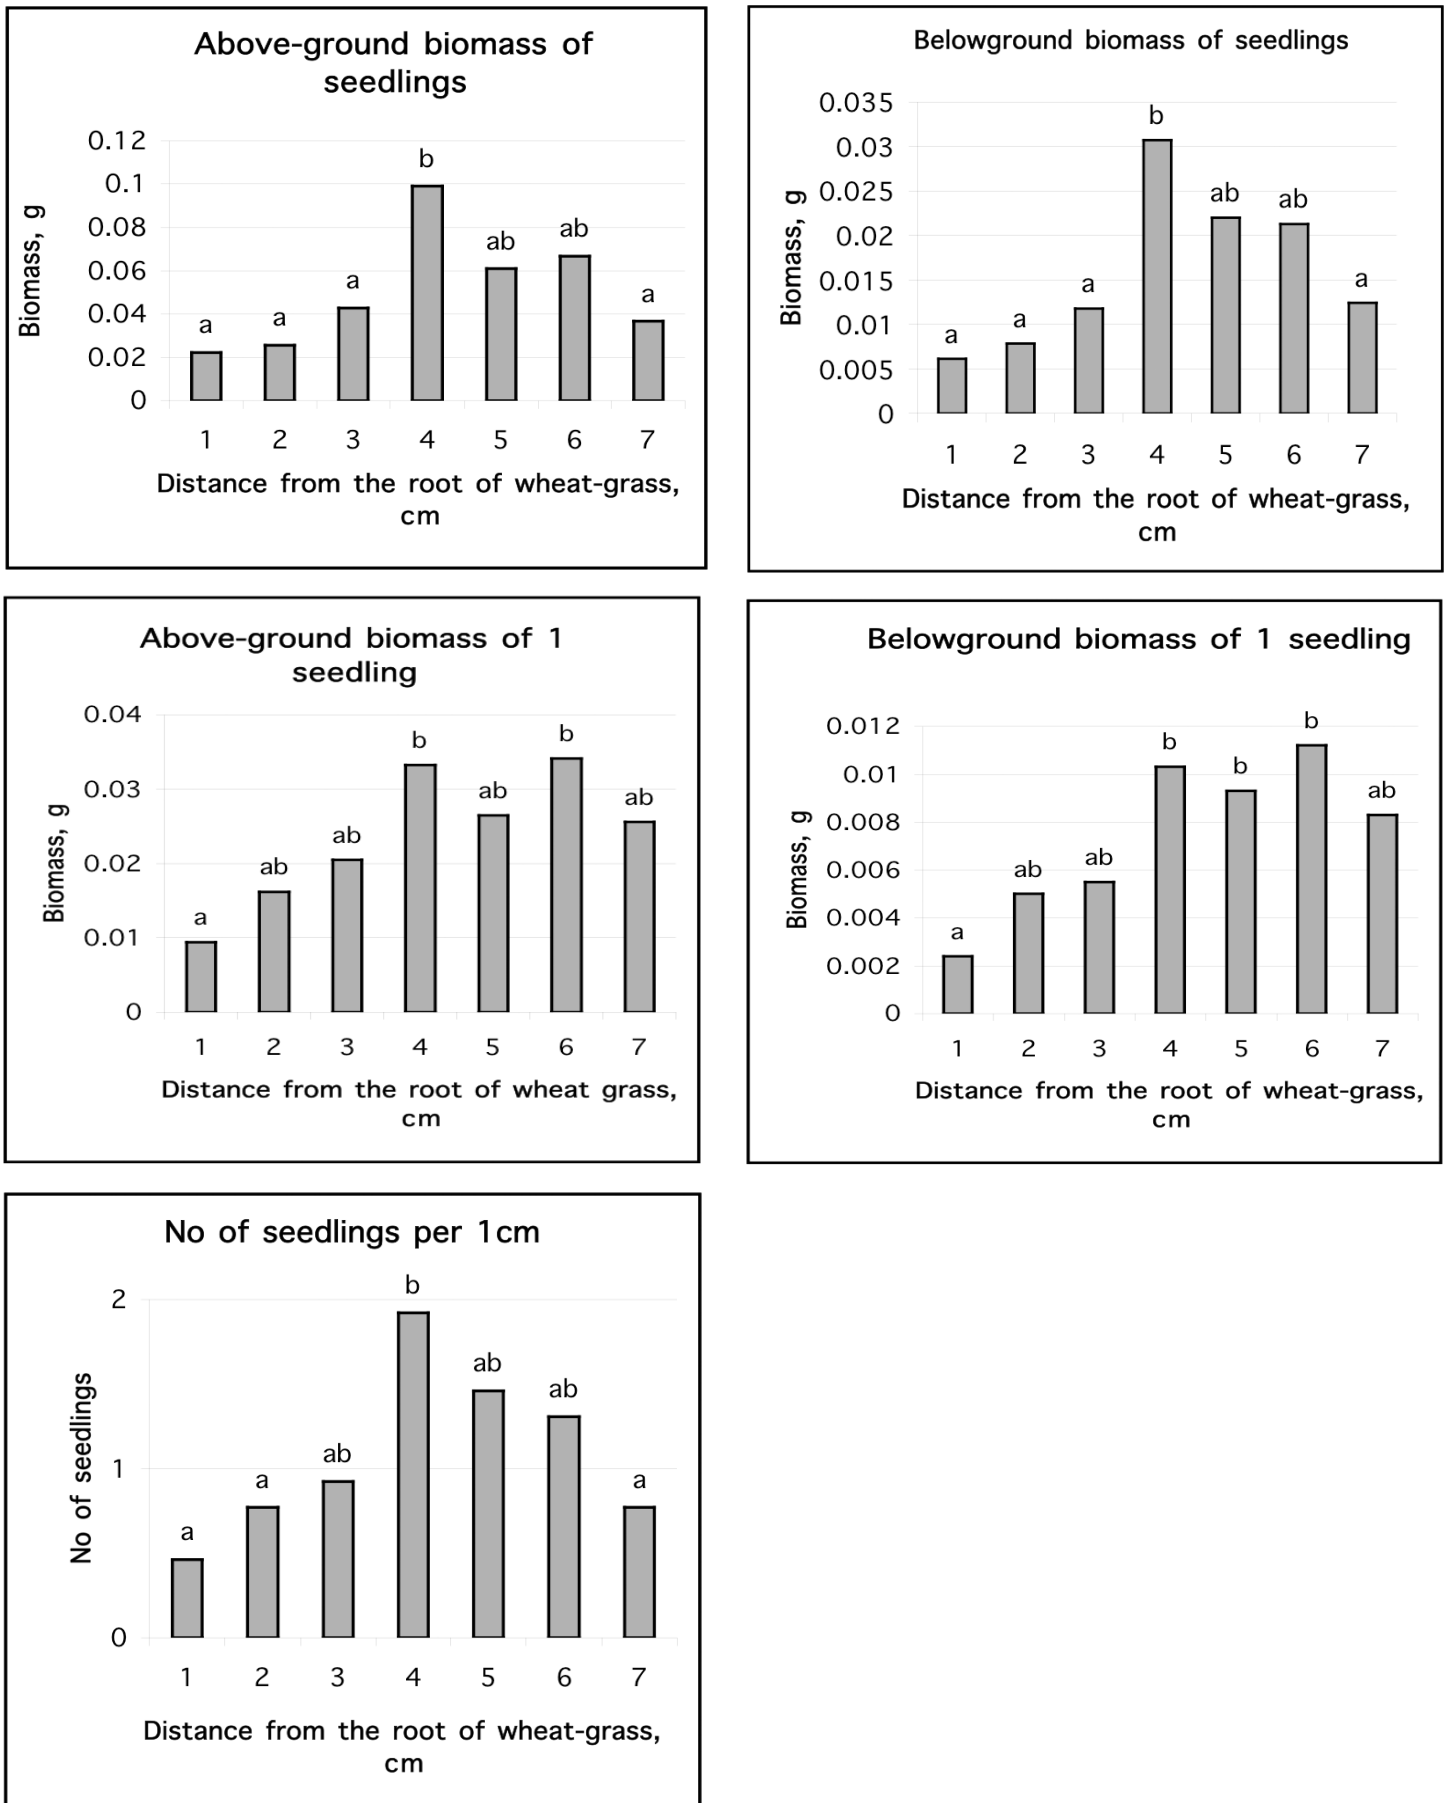 Above-ground biomass of
seedlings
0.12
0.1
0.08
0.06
0.04
0.02
0
Biomass, g
a
a
a
b
ab
ab
a
1 2 3 4 5 6 7
Distance from the root of wheat-grass,
cm
Belowground biomass of seedlings
0.035
0.03
0.025
0.02
0.015
0.01
0.005
0
Biomass, g
a
a
a
b
ab
ab
a
1 2 3 4 5 6 7
Distance from the root of wheat-grass,
cm
Above-ground biomass of 1
seedling
0.04
0.03
0.02
0.01
0
Biomass, g
a
ab
ab
b
ab
b
ab
1 2 3 4 5 6 7
Distance from the root of wheat grass,
cm
Belowground biomass of 1 seedling
0.012
0.01
0.008
0.006
0.004
0.002
0
Biomass, g
a
ab
ab
b
b
b
ab
1 2 3 4 5 6 7
Distance from the root of wheat-grass,
cm
No of seedlings per 1cm
2
1
0
No of seedlings
a
a
ab
b
ab
ab
a
1 2 3 4 5 6 7
Distance from the root of wheat-grass,
cm